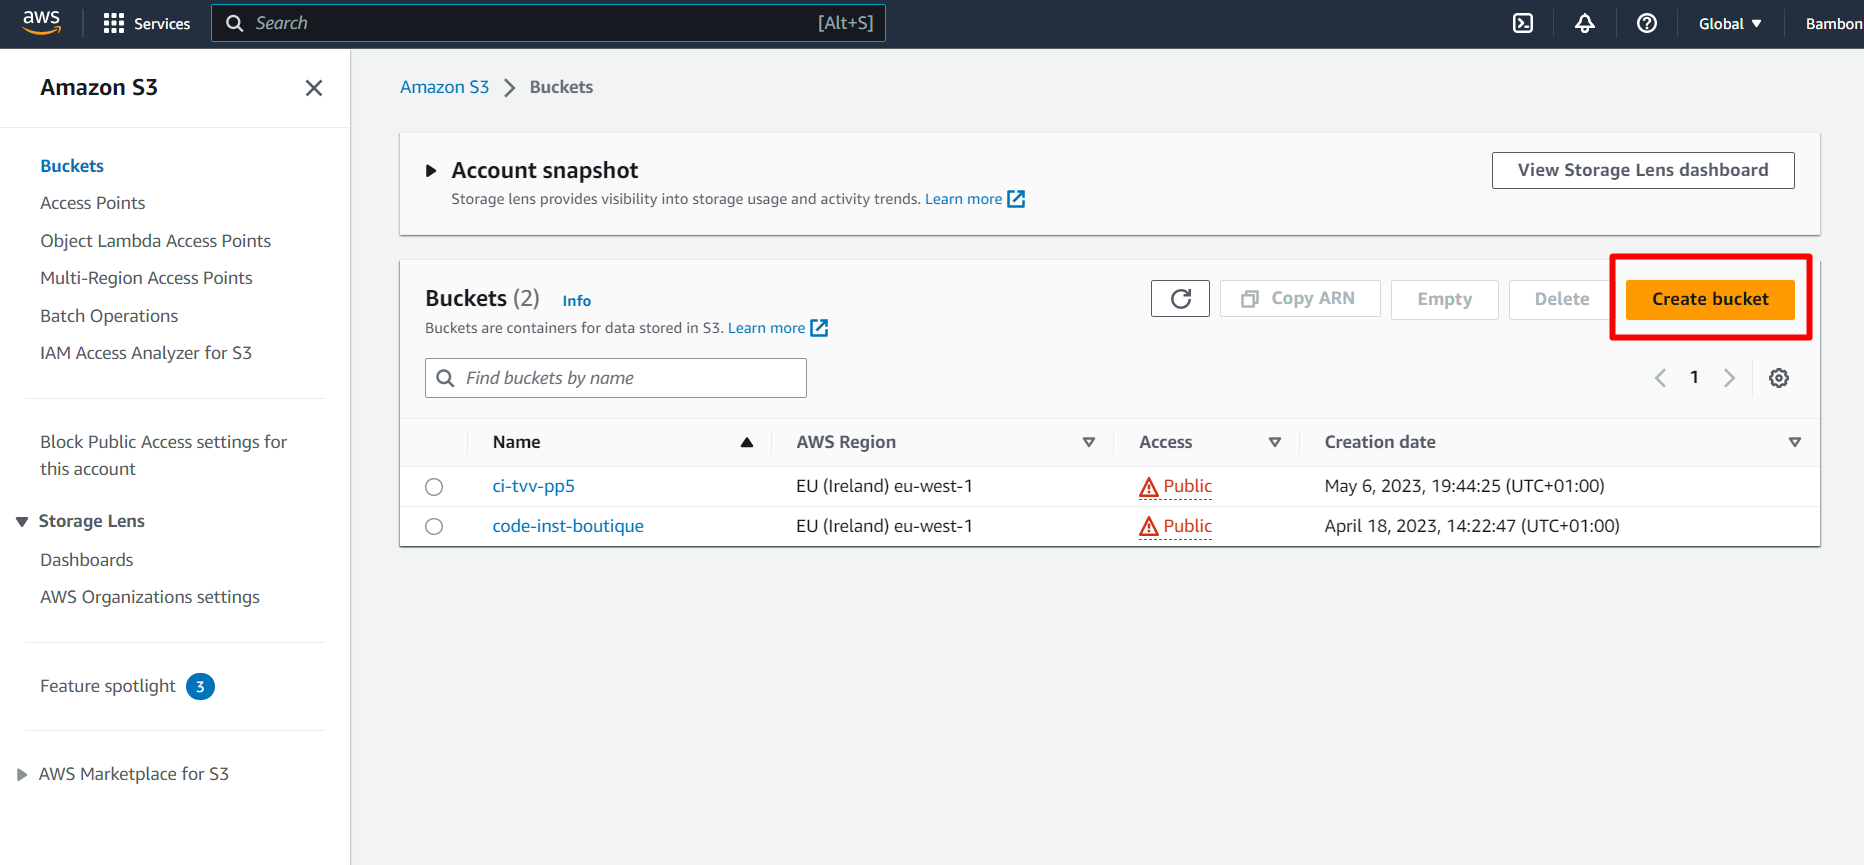 aws
Services
Search
[Alt+S]
Global
Bambon
Amazon S3
Buckets
Access Points
Object Lambda Access Points
Multi-Region Access Points
Batch Operations
IAM Access Analyzer for S3
Block Public Access settings for
this account
Storage Lens
Dashboards
AWS Organizations settings
Feature spotlight 3
AWS Marketplace for S3
Amazon S3 Buckets
Account snapshot
Storage lens provides visibility into storage usage and activity trends. Learn more
View Storage Lens dashboard
Buckets (2) Info
Buckets are containers for data stored in S3. Learn more
Copy ARN
Empty
Delete
Create bucket
Find buckets by name
1
Name AWS Region Access Creation date
ci-tvv-pp5 EU (Ireland) eu-west-1 Public May 6, 2023, 19:44:25 (UTC+01:00)
code-inst-boutique EU (Ireland) eu-west-1 Public April 18, 2023, 14:22:47 (UTC+01:00)